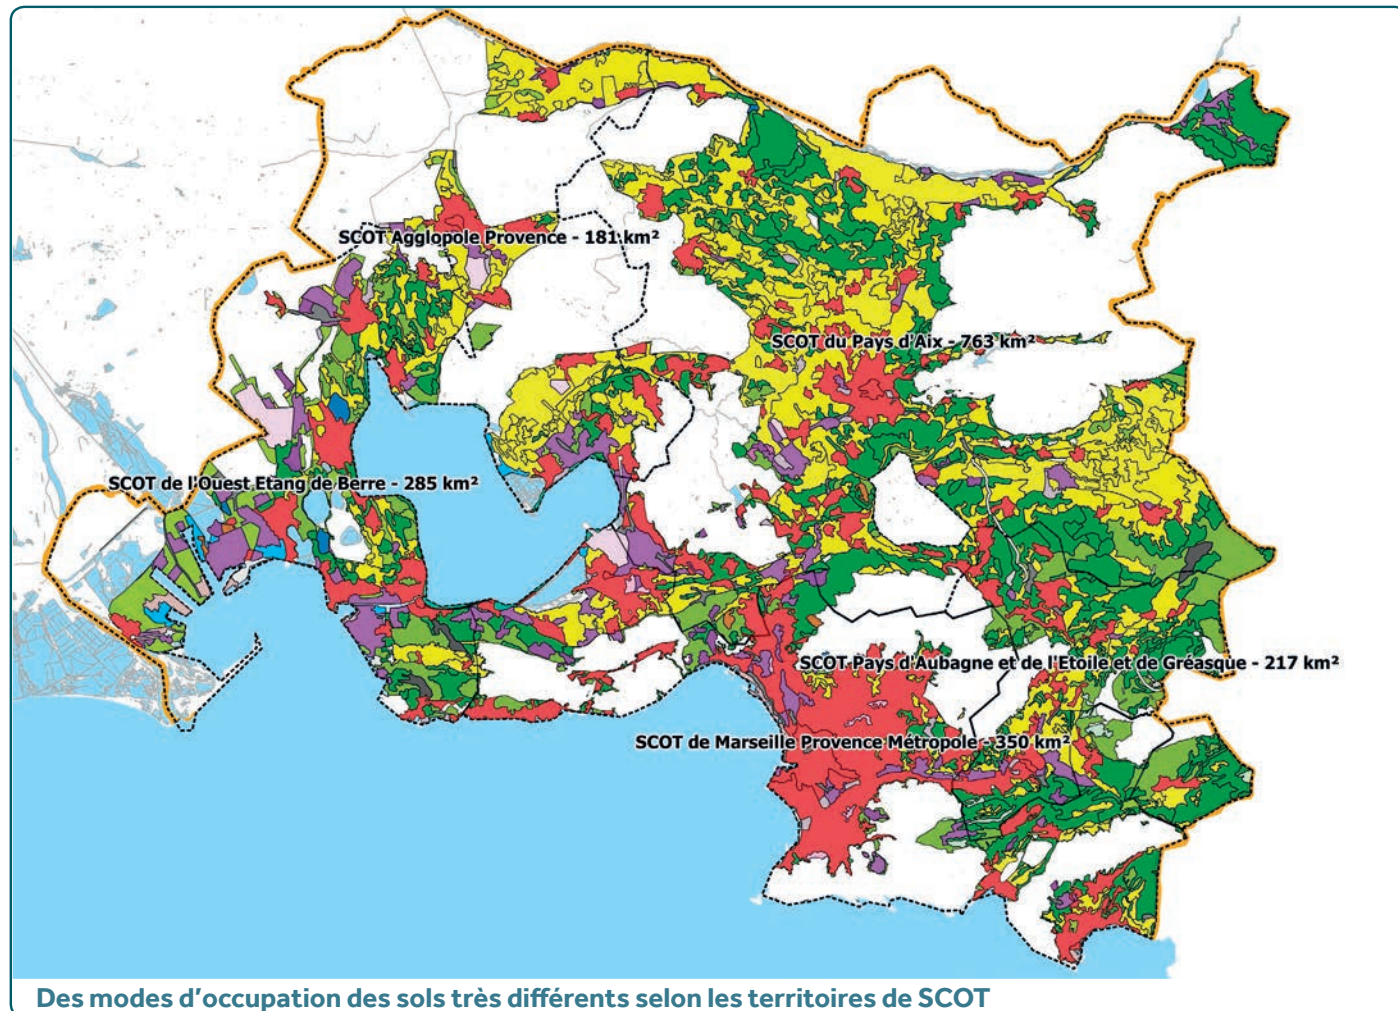 SCOT Agglopole Provence - 181 km²
SCOT du Pays d'Aix - 763 km²
SCOT de l'Ouest Etang de Berre - 285 km²
SCOT Pays d'Aubagne et de l'Etoile et de Gréasque - 217 km²
SCOT de Marseille Provence Métropole - 350 km²
Des modes d'occupation des sols très différents selon les territoires de SCOT